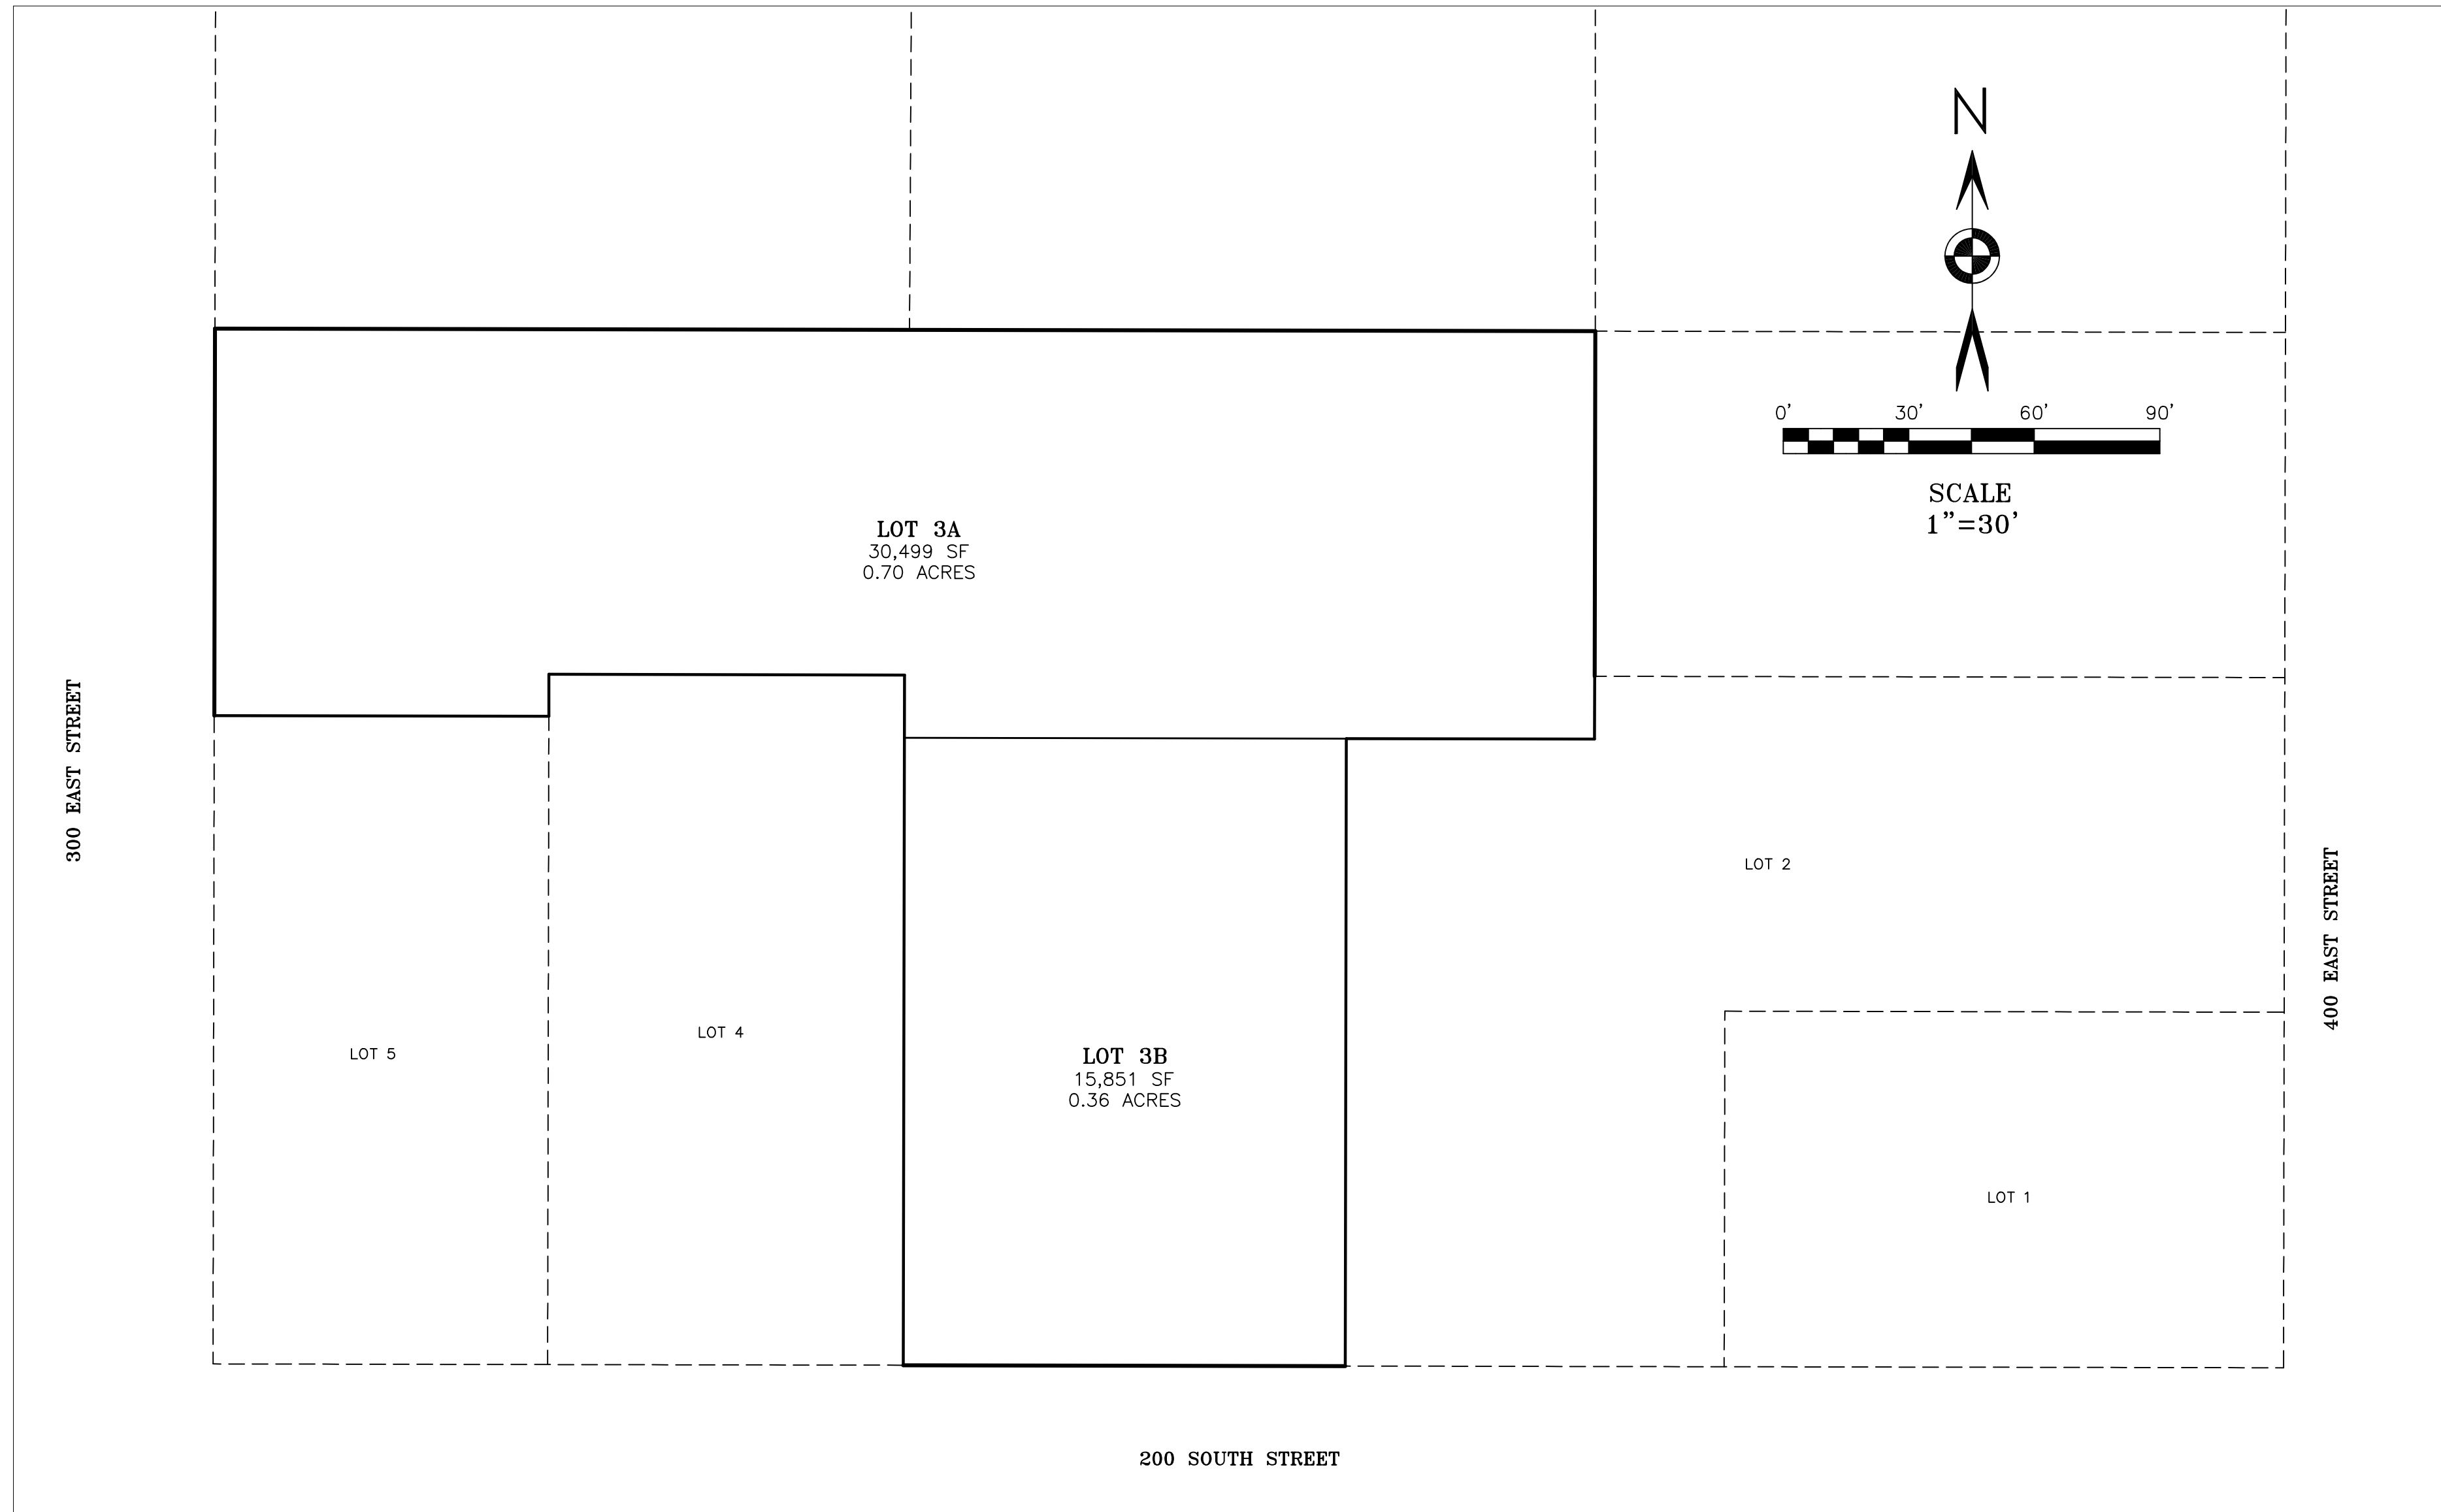 N
0' 30' 60' 90'
SCALE
1"=30'
LOT 3A
30,499 SF
0.70 ACRES
300 EAST STREET
LOT 2
400 EAST STREET
LOT 5
LOT 4
LOT 3B
15,851 SF
0.36 ACRES
LOT 1
200 SOUTH STREET